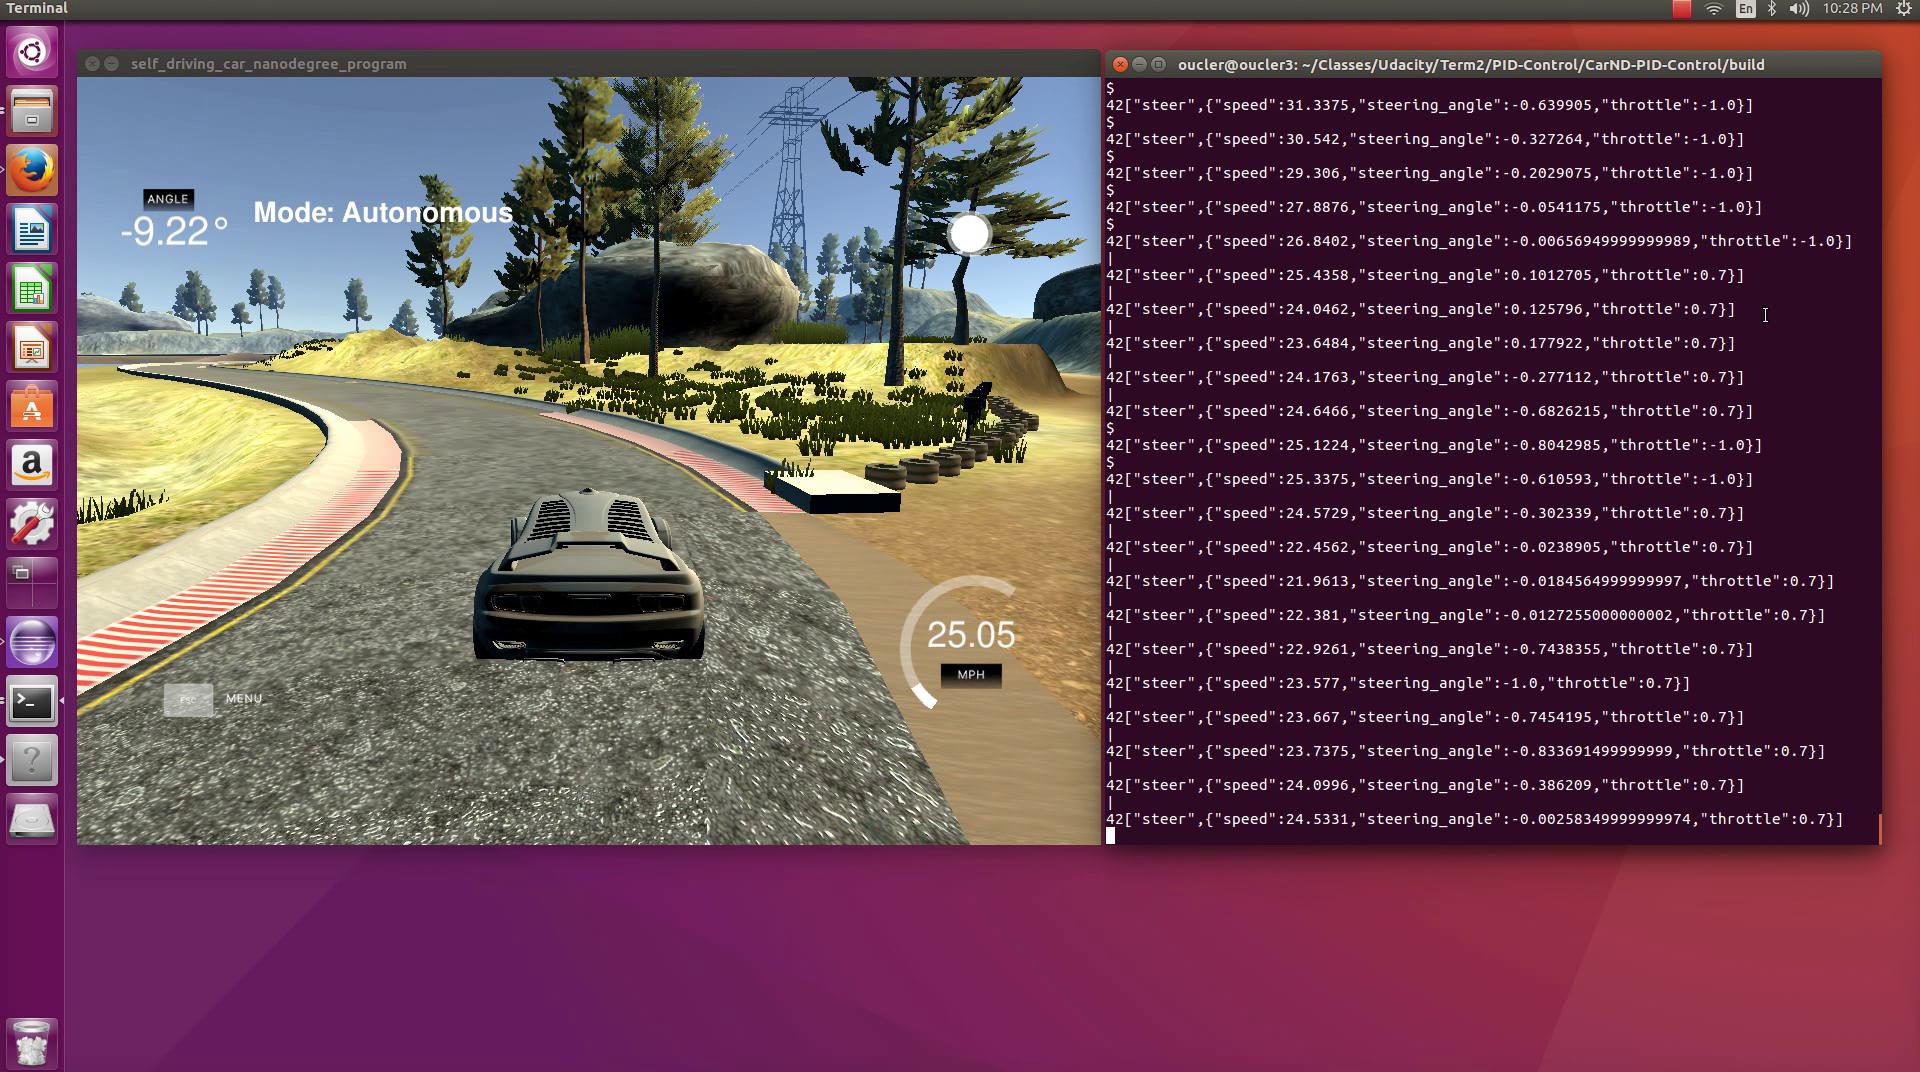 Terminal
En
10:28 PM
self_driving_car_nanodegree_program
ANGLE
-9.22°
Mode: Autonomous
25.05
MPH
ESC
MENU
oucler@oucler3: ~/Classes/Udacity/Term2/PID-Control/CarND-PID-Control/build
$
42["steer",{"speed":31.3375,"steering_angle":-0.639905,"throttle":-1.0}]
$
42["steer",{"speed":30.542,"steering_angle":-0.327264,"throttle":-1.0}]
$
42["steer",{"speed":29.306,"steering_angle":-0.2029075,"throttle":-1.0}]
$
42["steer",{"speed":27.8876,"steering_angle":-0.0541175,"throttle":-1.0}]
$
42["steer",{"speed":26.8402,"steering_angle":-0.00656949999999989,"throttle":-1.0}]
|
42["steer",{"speed":25.4358,"steering_angle":0.1012705,"throttle":0.7}]
|
42["steer",{"speed":24.0462,"steering_angle":0.125796,"throttle":0.7}]
|
42["steer",{"speed":23.6484,"steering_angle":0.177922,"throttle":0.7}]
|
42["steer",{"speed":24.1763,"steering_angle":-0.277112,"throttle":0.7}]
|
42["steer",{"speed":24.6466,"steering_angle":-0.6826215,"throttle":0.7}]
$
42["steer",{"speed":25.1224,"steering_angle":-0.8042985,"throttle":-1.0}]
$
42["steer",{"speed":25.3375,"steering_angle":-0.610593,"throttle":-1.0}]
|
42["steer",{"speed":24.5729,"steering_angle":-0.302339,"throttle":0.7}]
|
42["steer",{"speed":22.4562,"steering_angle":-0.0238905,"throttle":0.7}]
|
42["steer",{"speed":21.9613,"steering_angle":-0.0184564999999997,"throttle":0.7}]
|
42["steer",{"speed":22.381,"steering_angle":-0.0127255000000002,"throttle":0.7}]
|
42["steer",{"speed":22.9261,"steering_angle":-0.7438355,"throttle":0.7}]
|
42["steer",{"speed":23.577,"steering_angle":-1.0,"throttle":0.7}]
|
42["steer",{"speed":23.667,"steering_angle":-0.7454195,"throttle":0.7}]
|
42["steer",{"speed":23.7375,"steering_angle":-0.833691499999999,"throttle":0.7}]
|
42["steer",{"speed":24.0996,"steering_angle":-0.386209,"throttle":0.7}]
|
42["steer",{"speed":24.5331,"steering_angle":-0.00258349999999974,"throttle":0.7}]